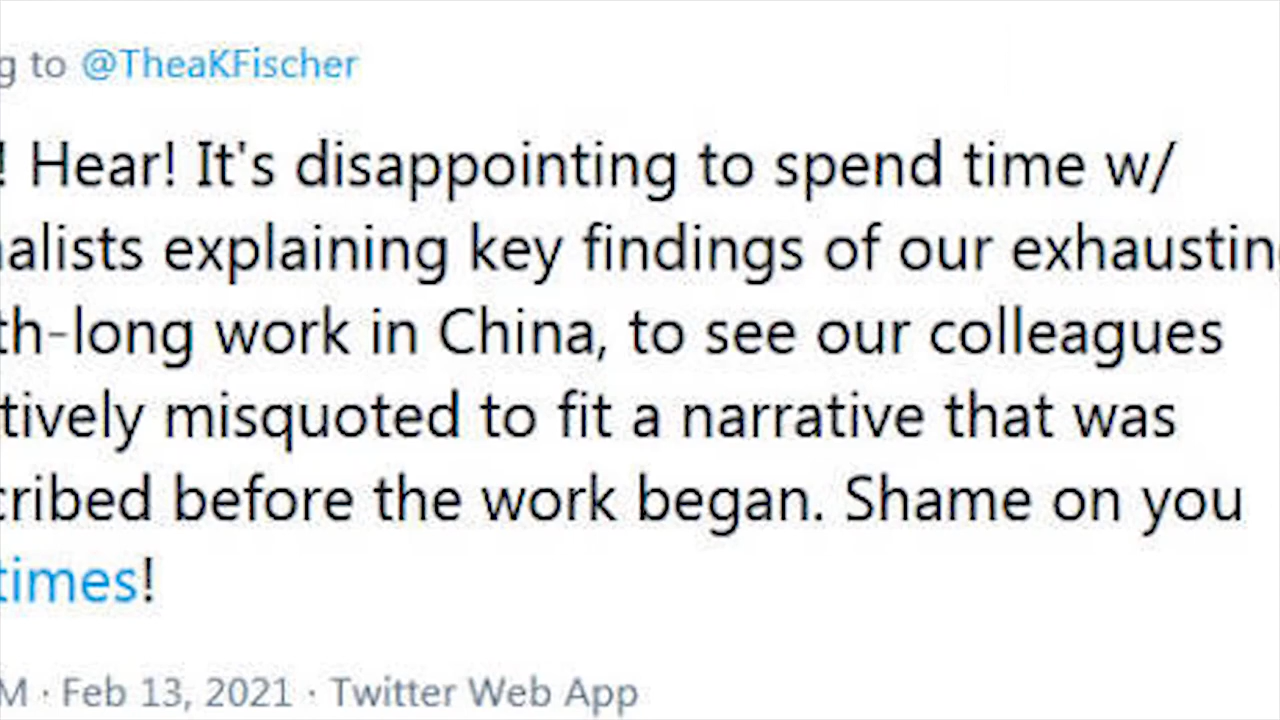 g to @TheaKFischer
! Hear! It's disappointing to spend time w/
alists explaining key findings of our exhausting
th-long work in China, to see our colleagues
tively misquoted to fit a narrative that was
cribed before the work began. Shame on you
times!
M · Feb 13, 2021 · Twitter Web App